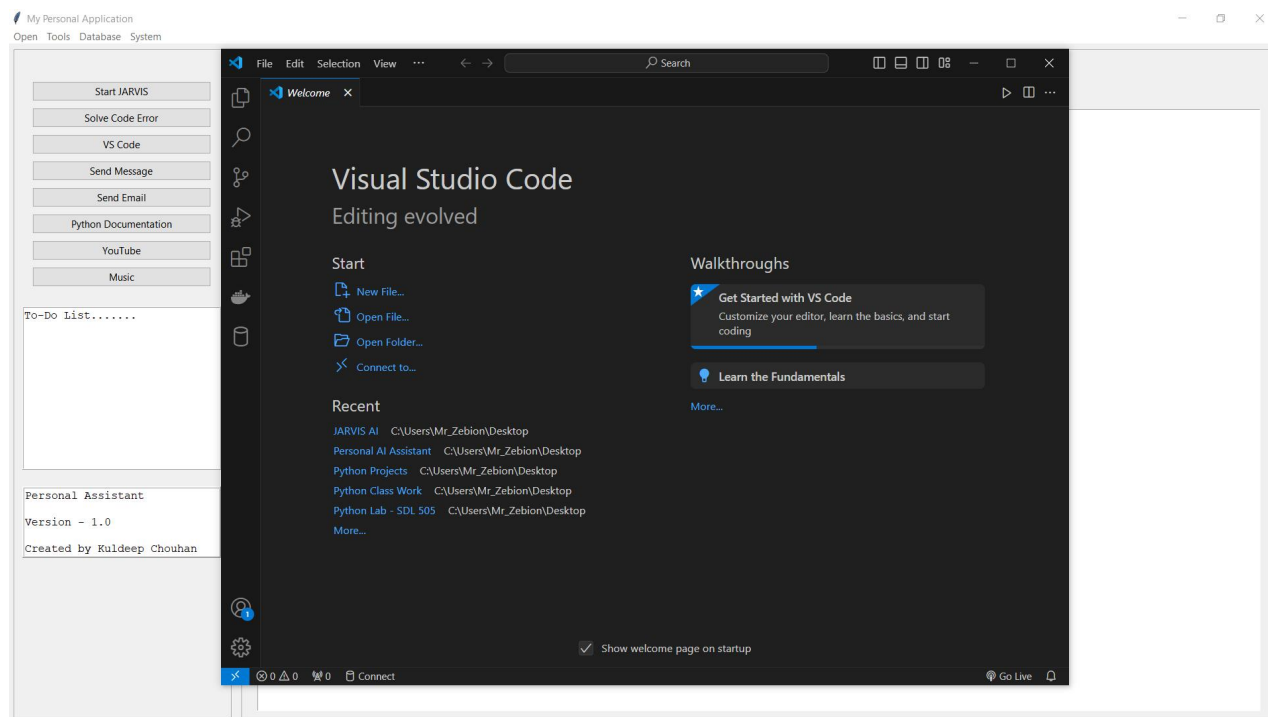 My Personal Application
Open Tools Database System
Start JARVIS
Solve Code Error
VS Code
Send Message
Send Email
Python Documentation
YouTube
Music
To-Do List.......
Personal Assistant
Version - 1.0
Created by Kuldeep Chouhan
File Edit Selection View ··· Search
Welcome
Visual Studio Code
Editing evolved
Start
New File...
Open File...
Open Folder...
Connect to...
Recent
JARVIS AI C:\Users\Mr_Zebion\Desktop
Personal AI Assistant C:\Users\Mr_Zebion\Desktop
Python Projects C:\Users\Mr_Zebion\Desktop
Python Class Work C:\Users\Mr_Zebion\Desktop
Python Lab - SDL 505 C:\Users\Mr_Zebion\Desktop
More...
Walkthroughs
Get Started with VS Code
Customize your editor, learn the basics, and start
coding
Learn the Fundamentals
More...
1
Show welcome page on startup
0 0 0 Connect Go Live